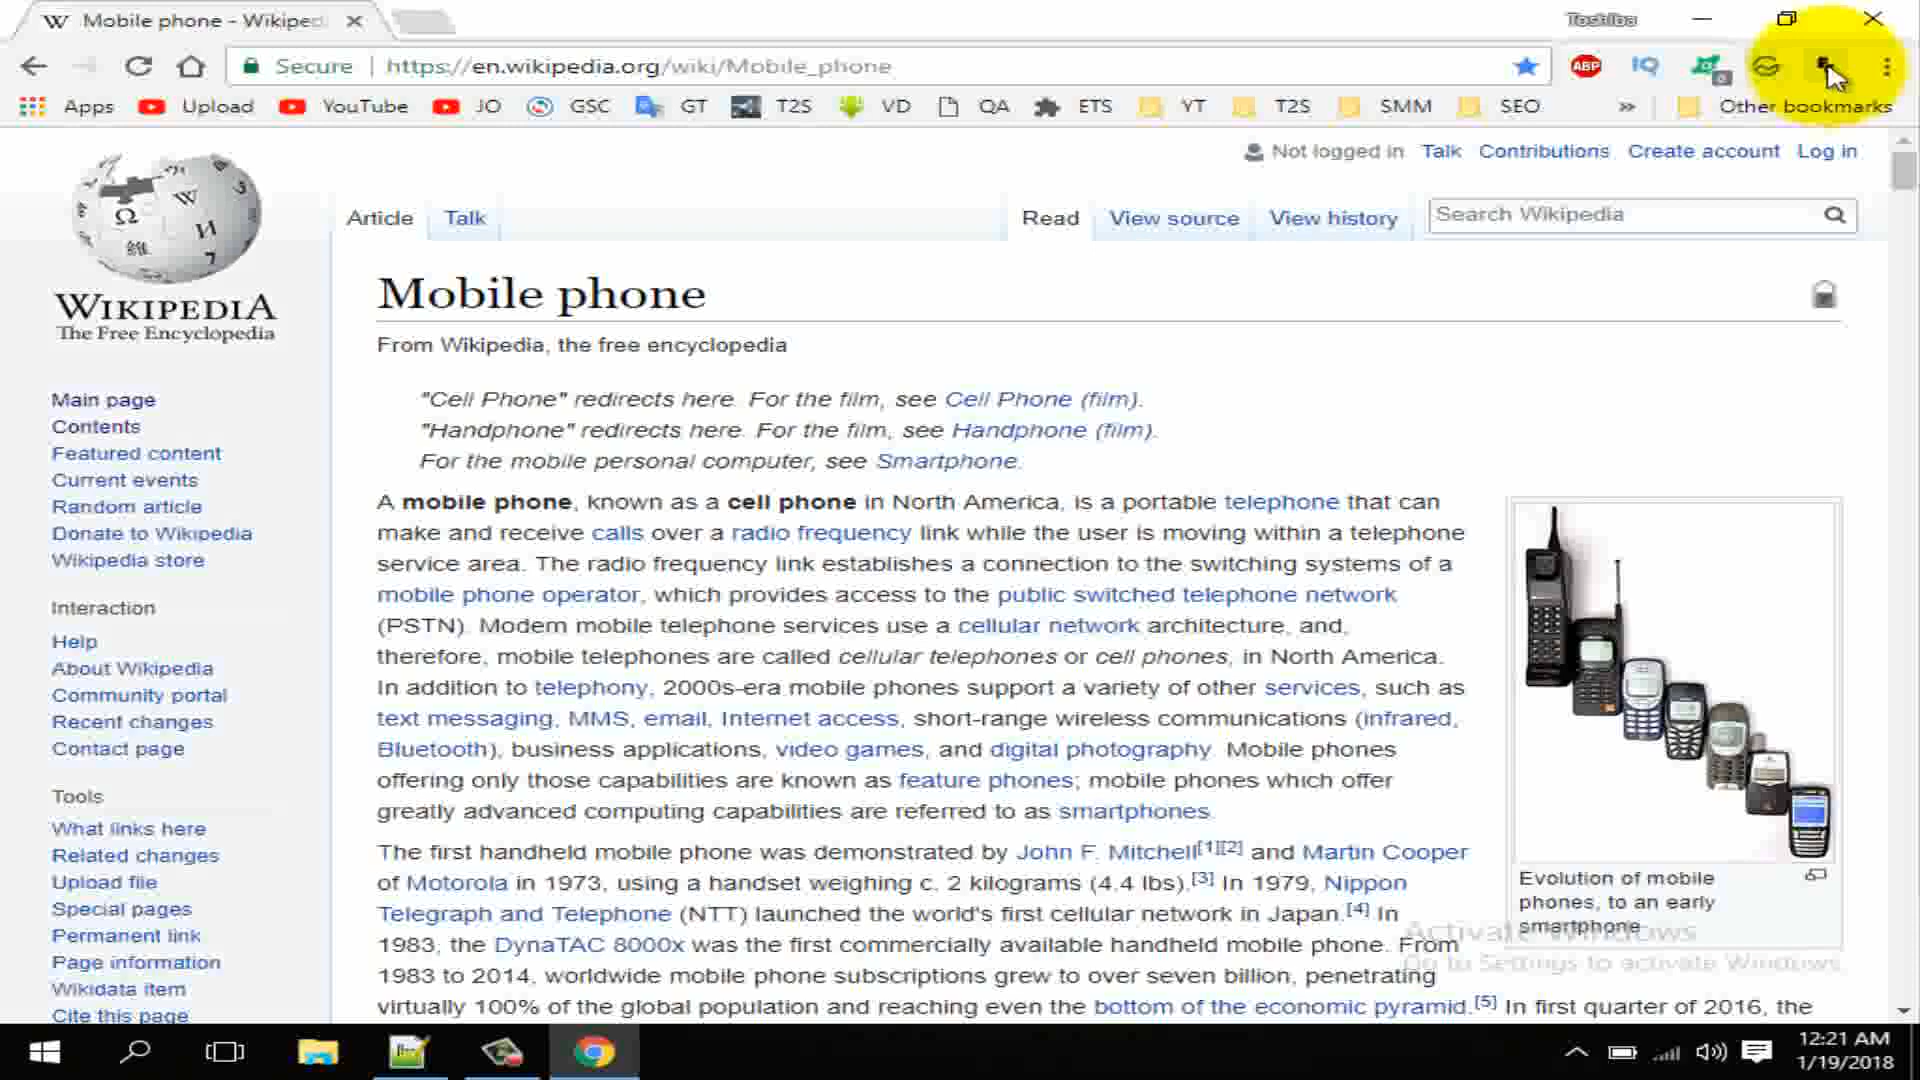 Mobile phone - Wikiped
Toshiba
Secure
https://en.wikipedia.org/wiki/Mobile_phone
ABP
0
Apps Upload YouTube JO GSC GT T2S VD QA ETS YT T2S SMM SEO » Other bookmarks
Not logged in Talk Contributions Create account Log in
Article Talk Read View source View history Search Wikipedia
WIKIPEDIA
The Free Encyclopedia
Main page
Contents
Featured content
Current events
Random article
Donate to Wikipedia
Wikipedia store
Interaction
Help
About Wikipedia
Community portal
Recent changes
Contact page
Tools
What links here
Related changes
Upload file
Special pages
Permanent link
Page information
Wikidata item
Cite this page
Mobile phone
From Wikipedia, the free encyclopedia
"Cell Phone" redirects here. For the film, see Cell Phone (film).
"Handphone" redirects here. For the film, see Handphone (film).
For the mobile personal computer, see Smartphone.
A mobile phone, known as a cell phone in North America, is a portable telephone that can
make and receive calls over a radio frequency link while the user is moving within a telephone
service area. The radio frequency link establishes a connection to the switching systems of a
mobile phone operator, which provides access to the public switched telephone network
(PSTN). Modern mobile telephone services use a cellular network architecture, and,
therefore, mobile telephones are called cellular telephones or cell phones, in North America.
In addition to telephony, 2000s-era mobile phones support a variety of other services, such as
text messaging, MMS, email, Internet access, short-range wireless communications (infrared,
Bluetooth), business applications, video games, and digital photography. Mobile phones
offering only those capabilities are known as feature phones; mobile phones which offer
greatly advanced computing capabilities are referred to as smartphones.
The first handheld mobile phone was demonstrated by John F. Mitchell[1][2] and Martin Cooper
of Motorola in 1973, using a handset weighing c. 2 kilograms (4.4 lbs).[3] In 1979, Nippon
Telegraph and Telephone (NTT) launched the world's first cellular network in Japan.[4] In
1983, the DynaTAC 8000x was the first commercially available handheld mobile phone. From
1983 to 2014, worldwide mobile phone subscriptions grew to over seven billion, penetrating
virtually 100% of the global population and reaching even the bottom of the economic pyramid.[5] In first quarter of 2016, the
Evolution of mobile
phones, to an early
smartphone
Activate Windows
Go to Settings to activate Windows.
12:21 AM
1/19/2018